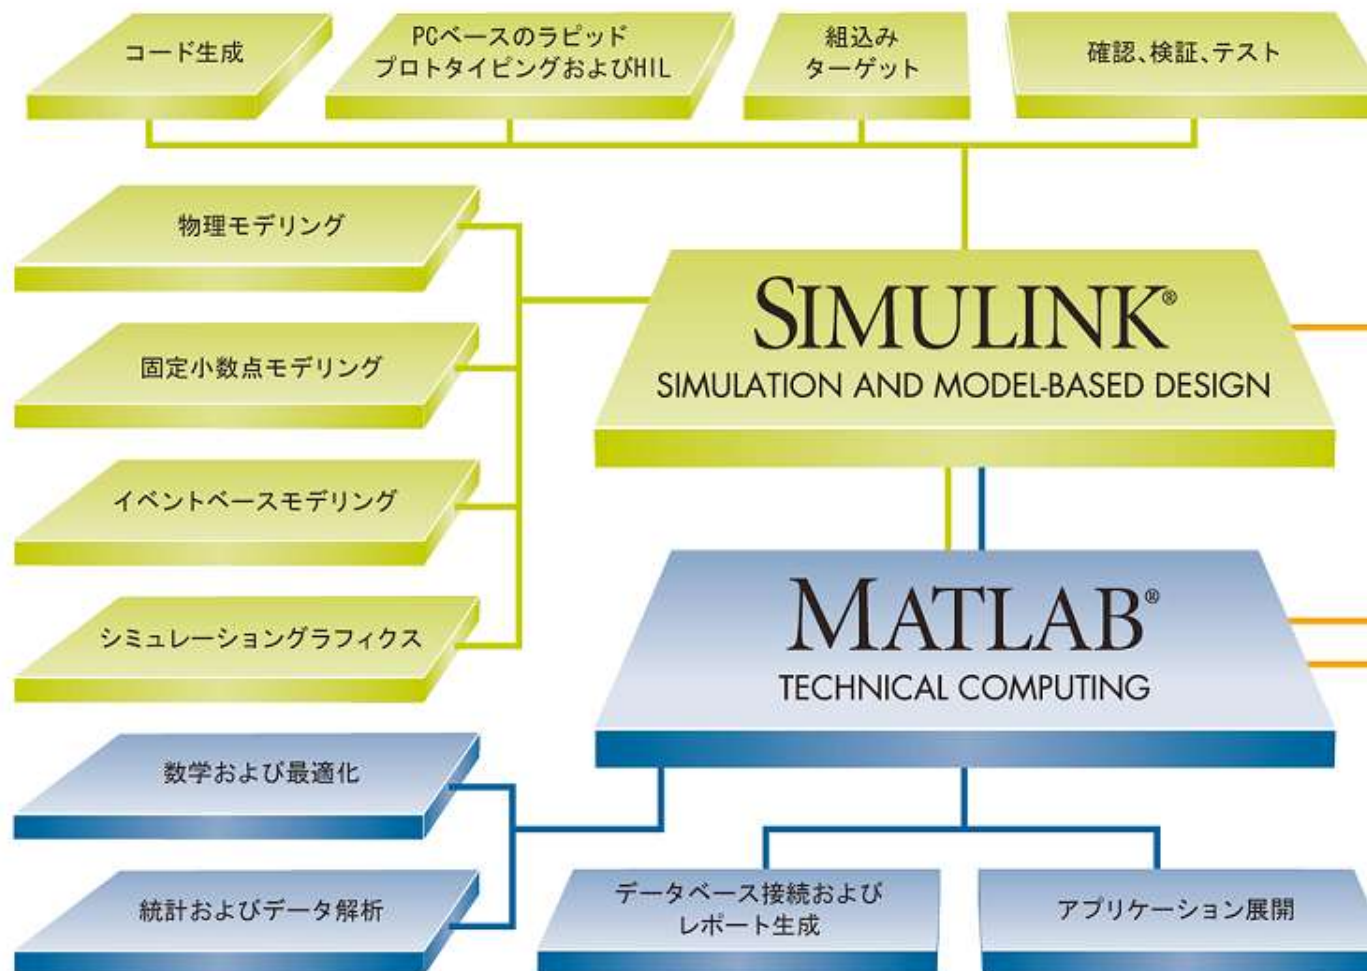 コード生成
PCベースのラピッド
プロトタイピングおよびHIL
組込み
ターゲット
確認、検証、テスト
物理モデリング
固定小数点モデリング
イベントベースモデリング
シミュレーショングラフィクス
SIMULINK®
SIMULATION AND MODEL-BASED DESIGN
MATLAB®
TECHNICAL COMPUTING
数学および最適化
統計およびデータ解析
データベース接続および
レポート生成
アプリケーション展開